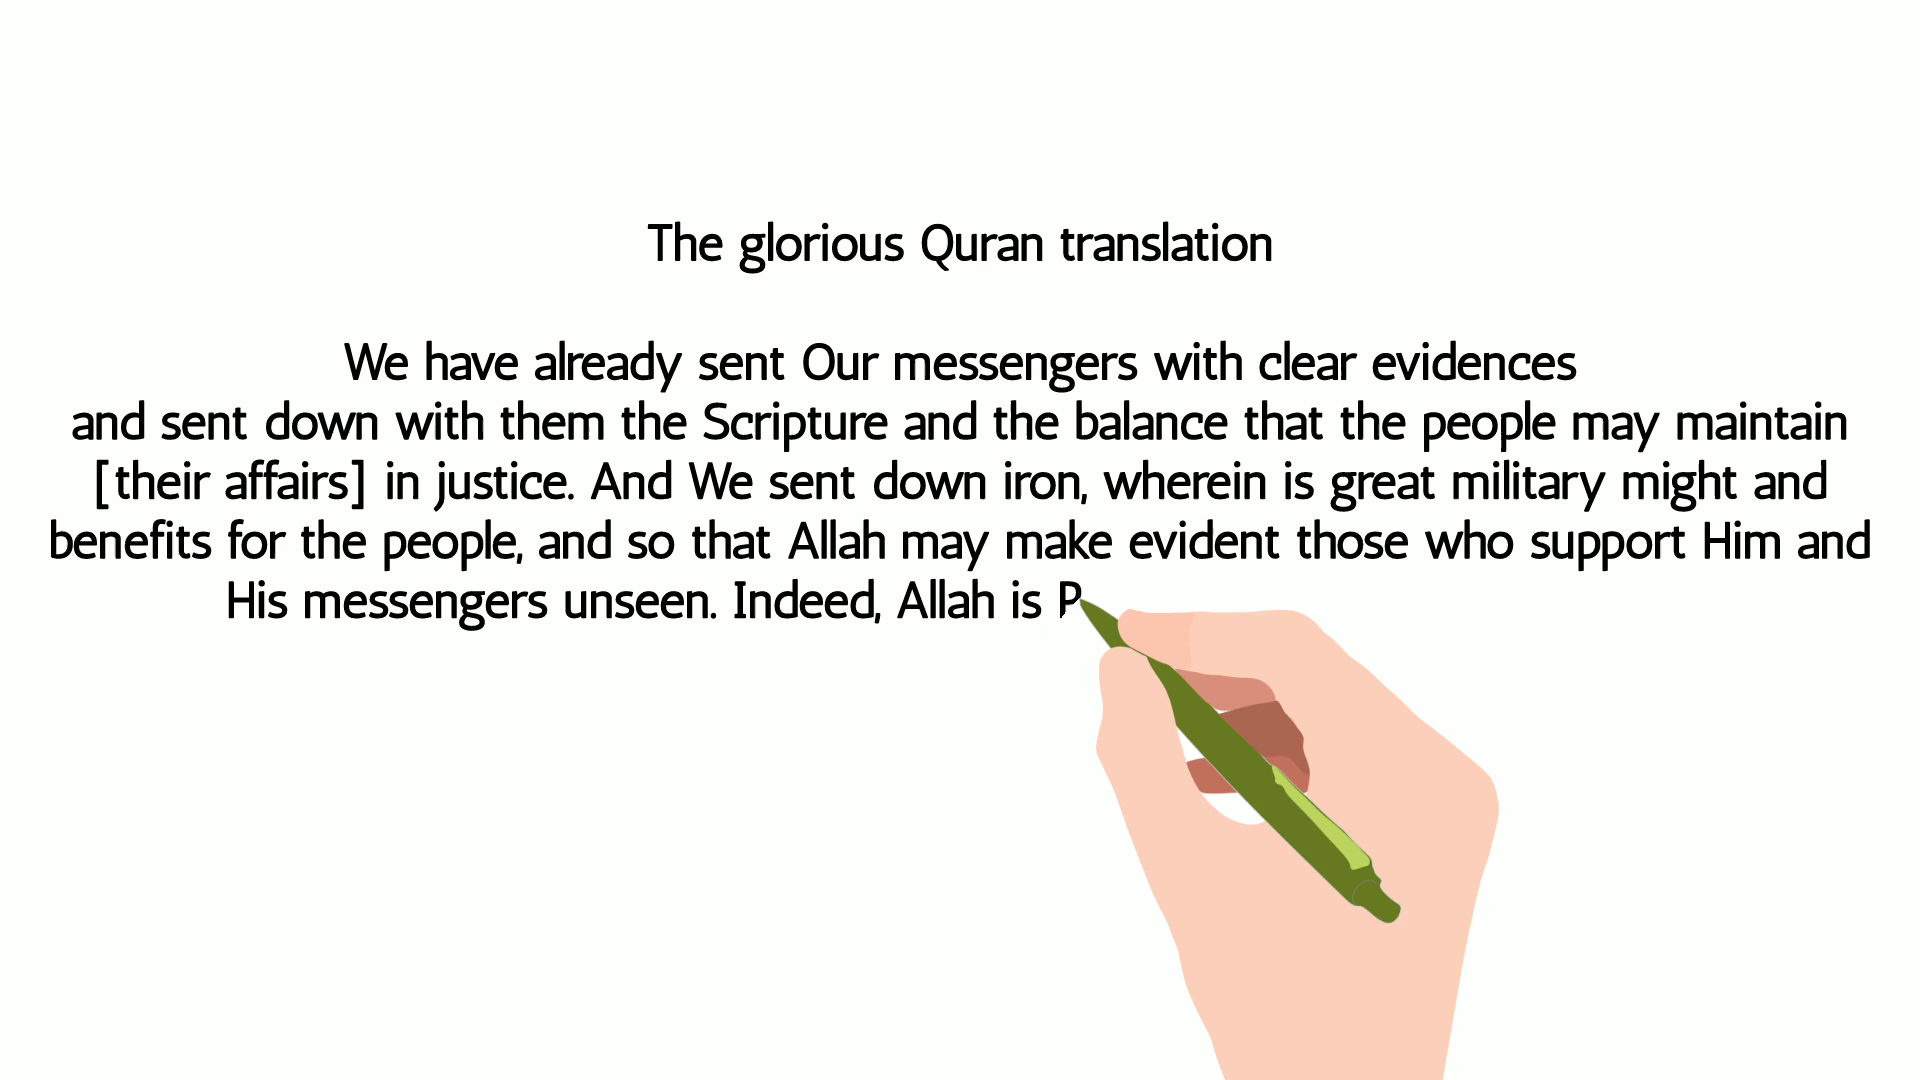 The glorious Quran translation
We have already sent Our messengers with clear evidences
and sent down with them the Scripture and the balance that the people may maintain
[their affairs] in justice. And We sent down iron, wherein is great military might and
benefits for the people, and so that Allah may make evident those who support Him and
His messengers unseen. Indeed, Allah is P